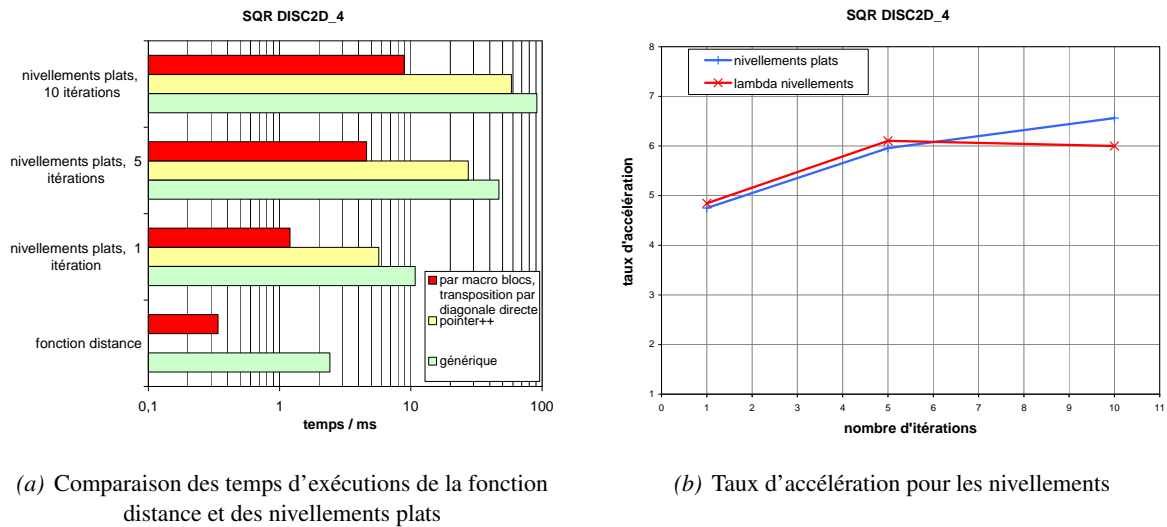 SQR DISC2D_4
nivellements plats,
10 itérations
nivellements plats, 5
itérations
nivellements plats, 1
itération
fonction distance
par macro blocs,
transposition par
diagonale directe
pointer++
générique
0,1 1 10 100
temps / ms
(a) Comparaison des temps d'exécutions de la fonction
distance et des nivellements plats
SQR DISC2D_4
nivellements plats
lambda nivellements
8
7
6
5
4
3
2
1
taux d'accélération
0 1 2 3 4 5 6 7 8 9 10 11
nombre d'itérations
(b) Taux d'accélération pour les nivellements